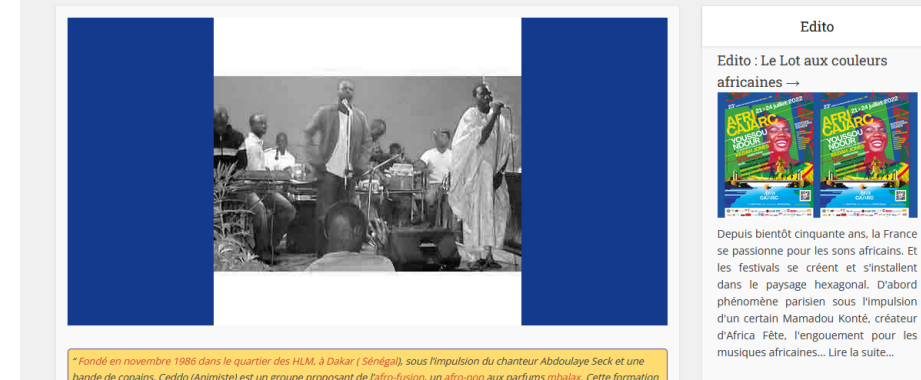 “ Fondé en novembre 1986 dans le quartier des HLM, à Dakar ( Sénégal), sous l'impulsion du chanteur Abdoulaye Seck et une
bande de copains, Ceddo (Animiste) est un groupe proposant de l'afro-fusion, un afro-pop aux parfums mbalax. Cette formation
Edito
Edito : Le Lot aux couleurs
africaines →
21•24 juillet 2022
AFRI
CAJARC
YOUSSOU
NDOUR
21•24 juillet 2022
AFRI
CAJARC
YOUSSOU
NDOUR
Depuis bientôt cinquante ans, la France
se passionne pour les sons africains. Et
les festivals se créent et s'installent
dans le paysage hexagonal. D'abord
phénomène parisien sous l'impulsion
d'un certain Mamadou Konté, créateur
d'Africa Fête, l'engouement pour les
musiques africaines... Lire la suite...